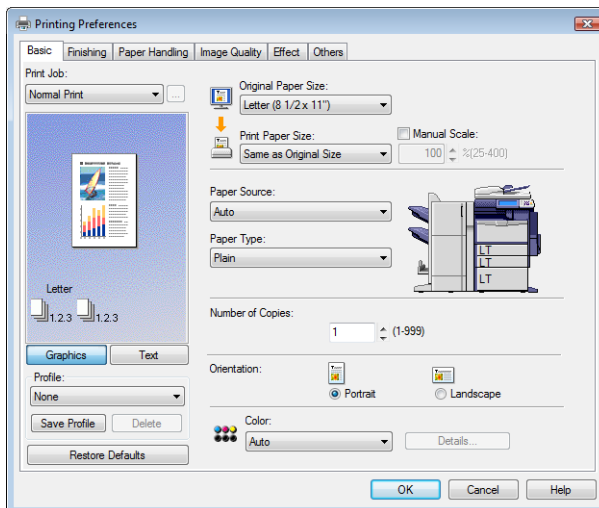 Printing Preferences
Basic Finishing Paper Handling Image Quality Effect Others
Print Job:
Normal Print ...
Letter
1.2.3 1.2.3
Graphics Text
Profile:
None
Save Profile Delete
Restore Defaults
Original Paper Size:
Letter (8 1/2 x 11")
Print Paper Size:
Same as Original Size
Manual Scale:
100 %(25-400)
Paper Source:
Auto
Paper Type:
Plain
LT
LT
LT
Number of Copies:
1 (1-999)
Orientation:
Portrait Landscape
Color:
Auto Details...
OK Cancel Help